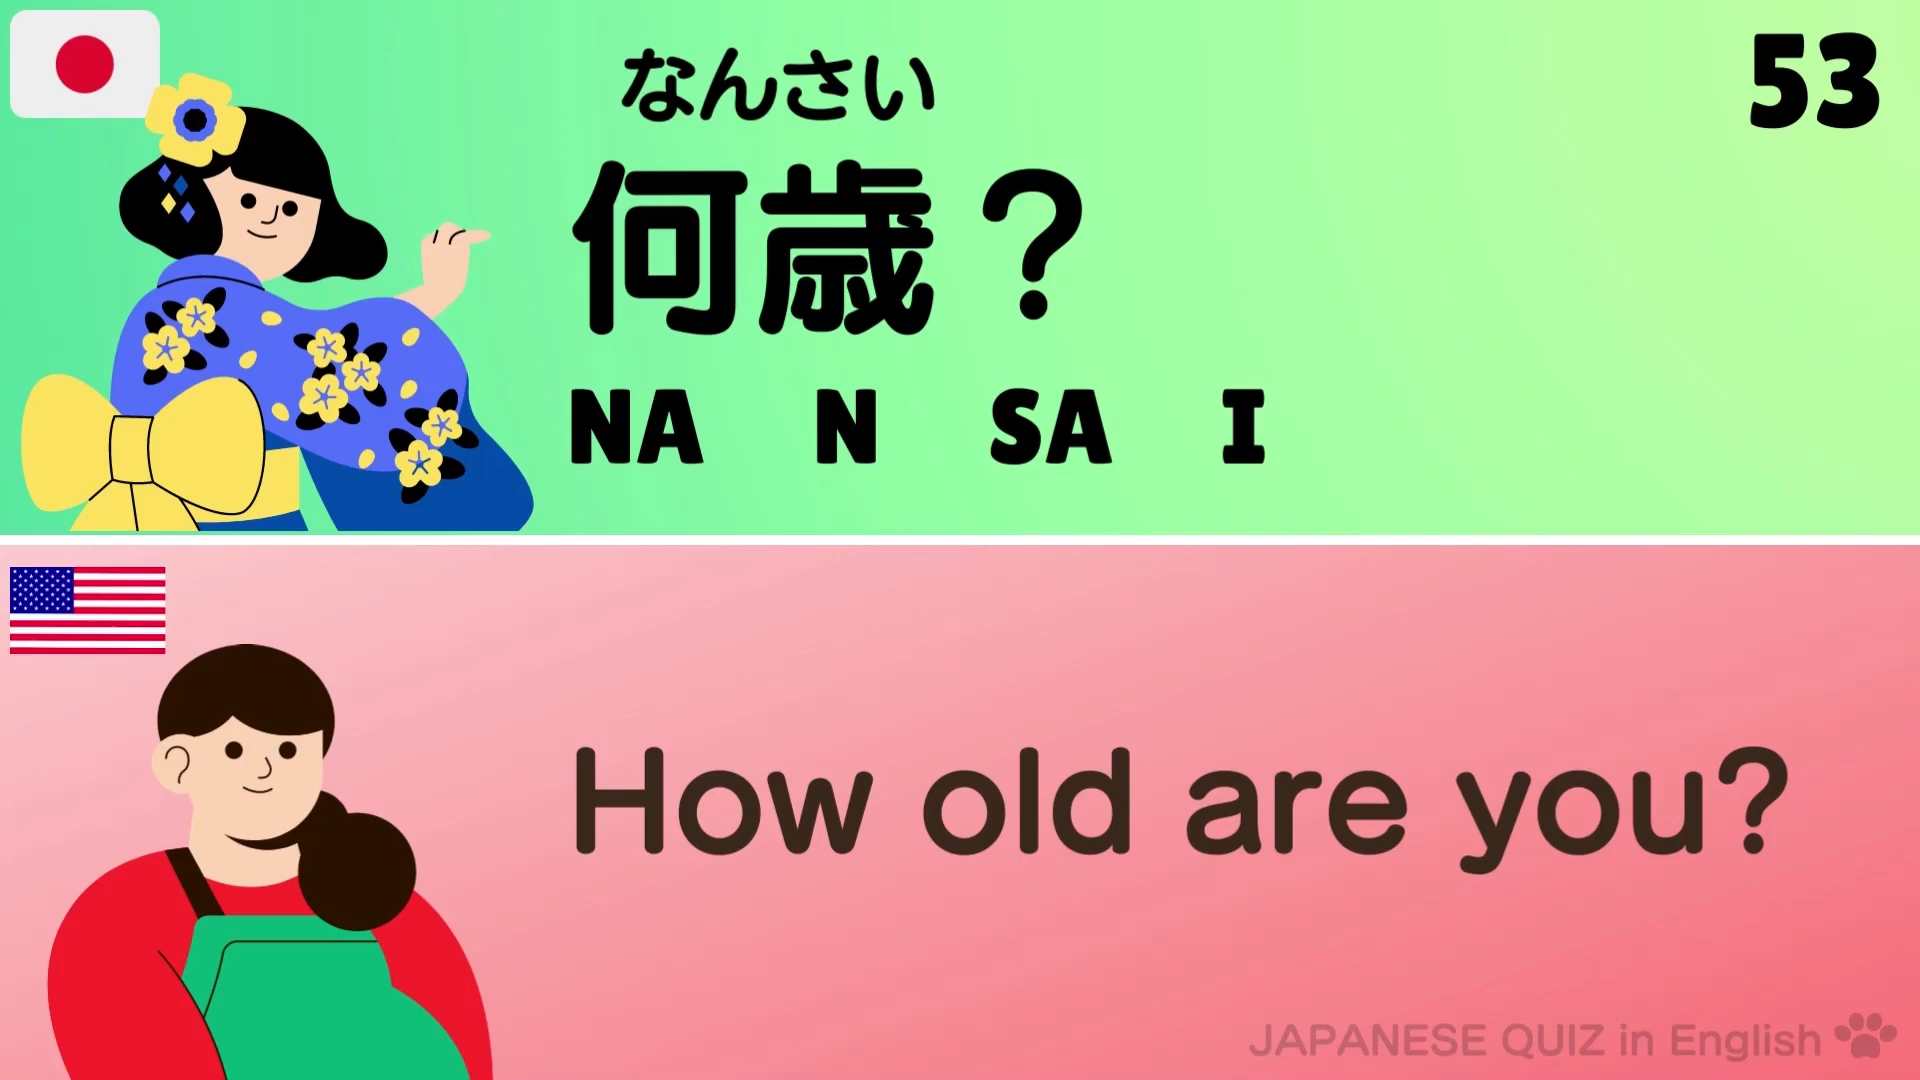 53
なんさい
何歳？
NA N SA I
How old are you?
JAPANESE QUIZ in English